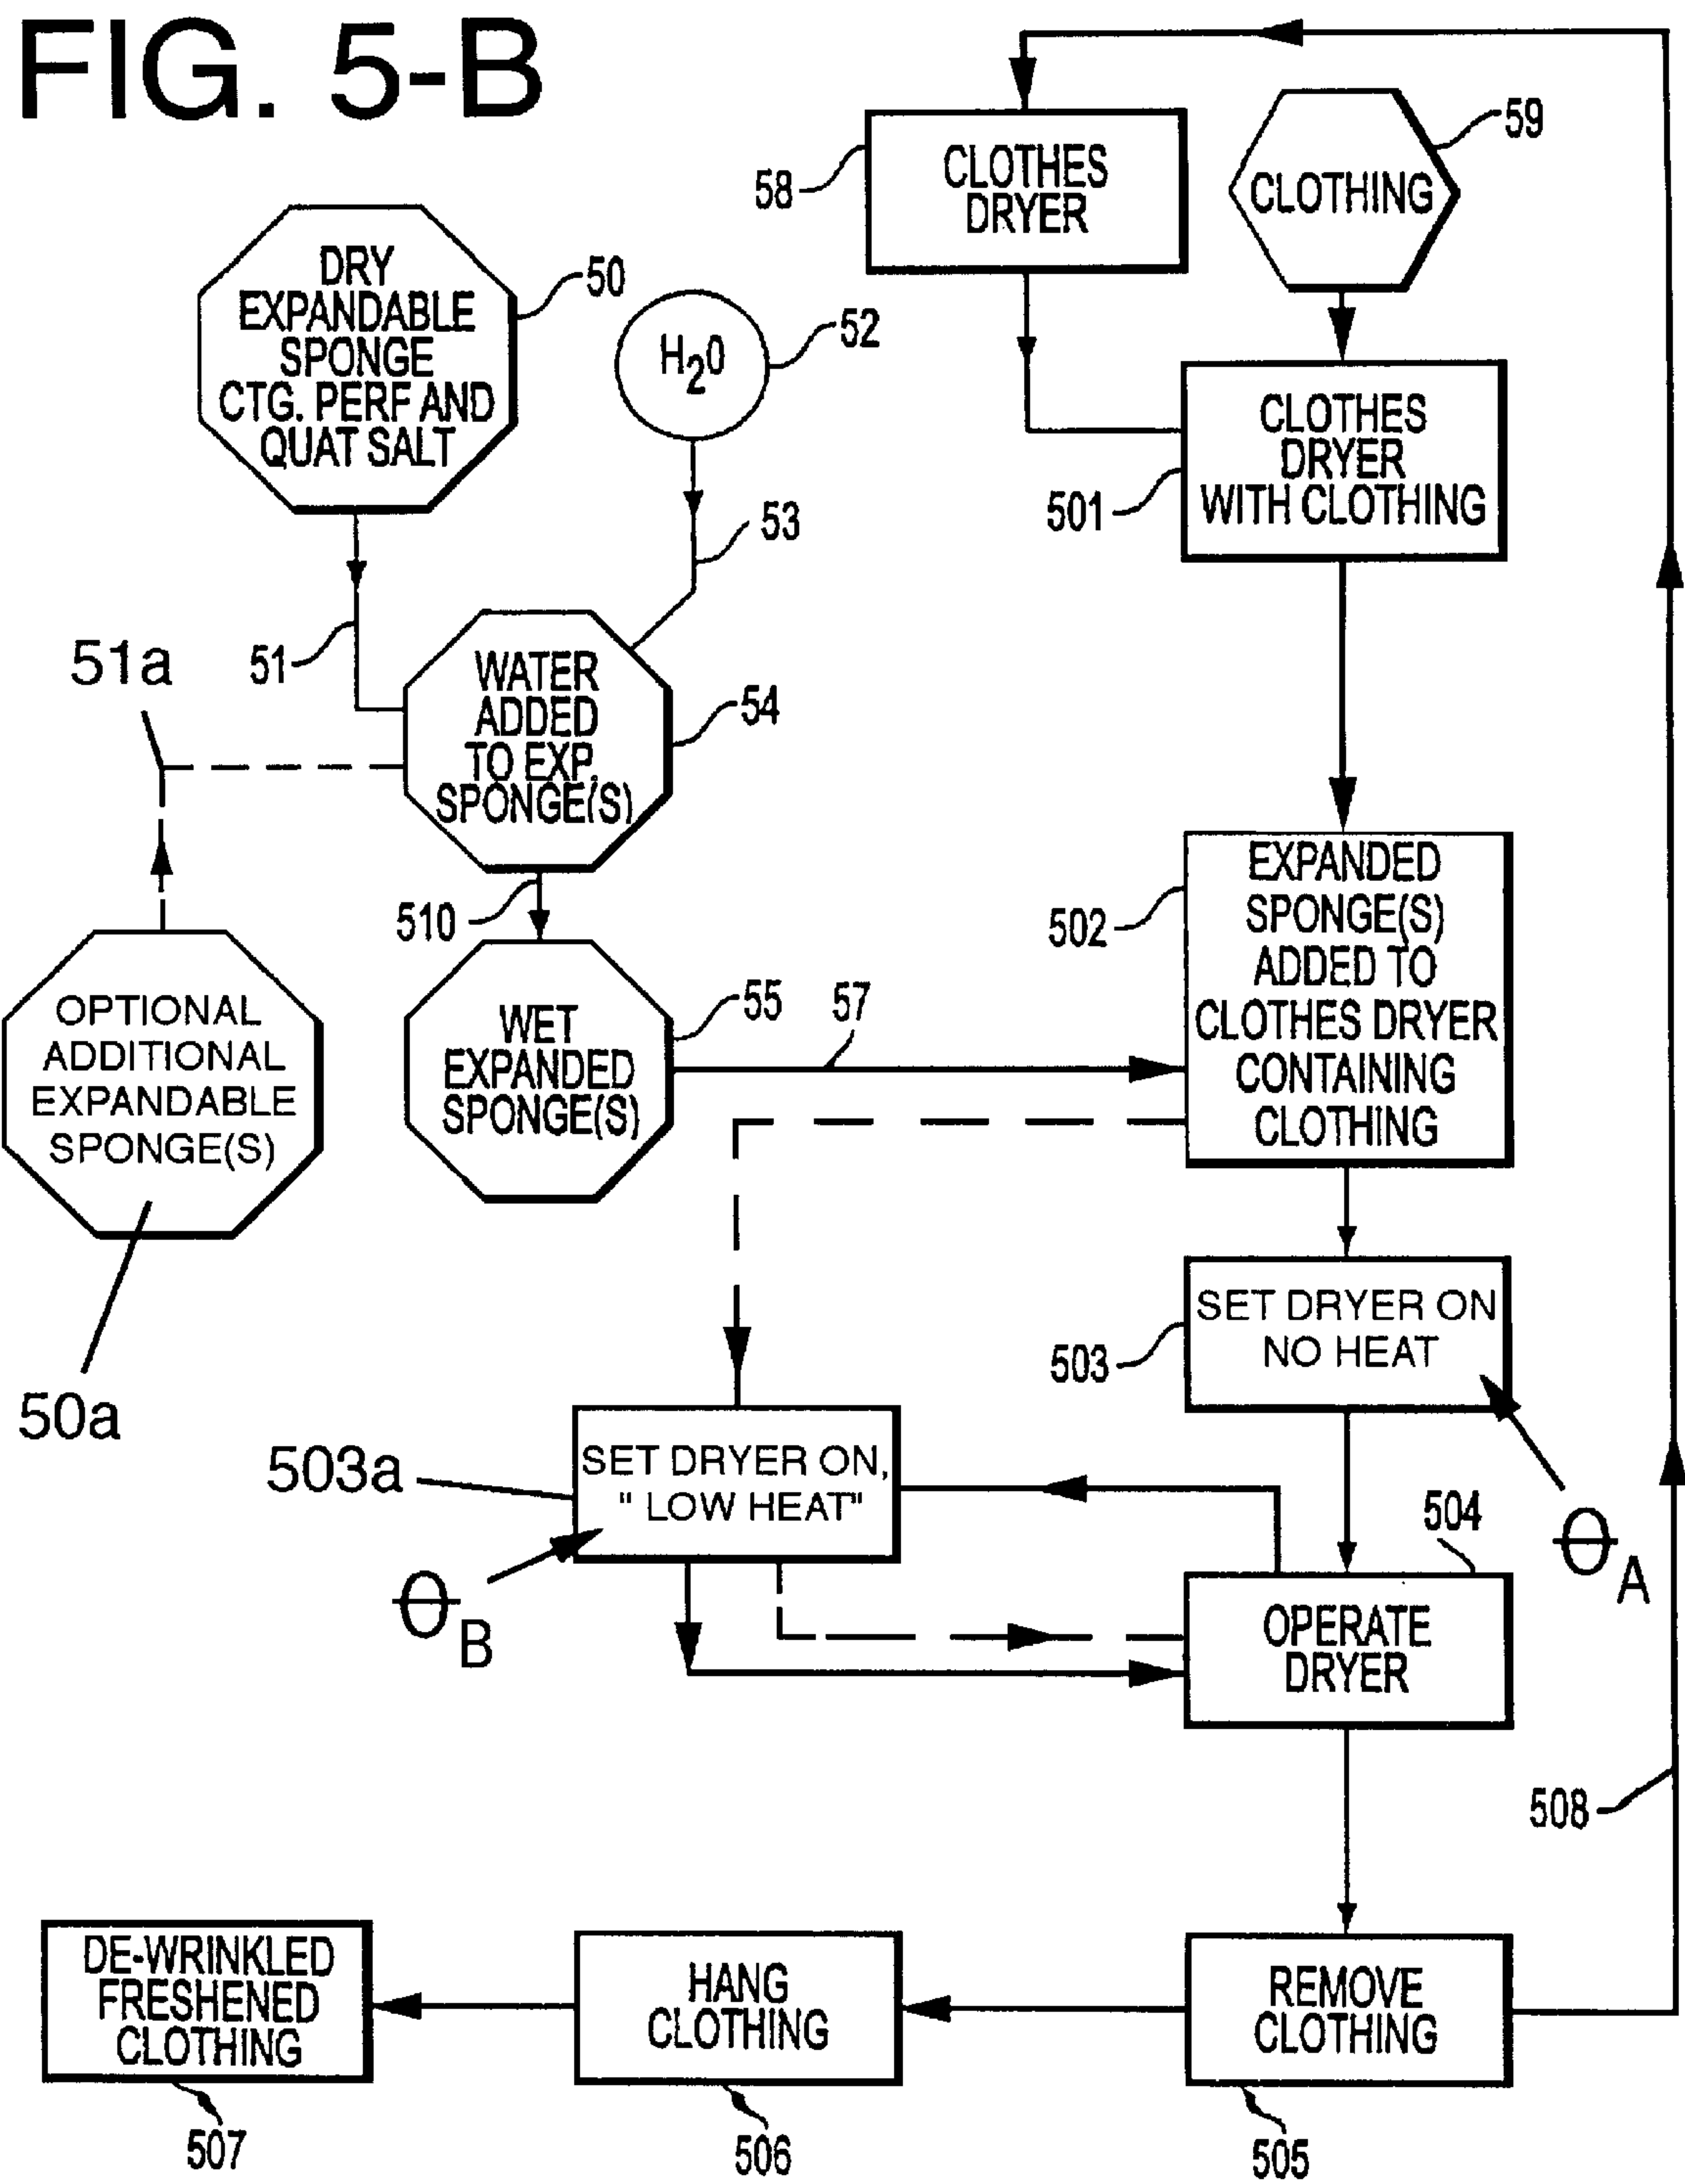 FIG. 5-B
CLOTHES
DRYER
58
CLOTHING
59
DRY
EXPANDABLE
SPONGE
CTG. PERF AND
QUAT SALT
50
H20
52
CLOTHES
DRYER
WITH CLOTHING
501
53
51
51a
WATER
ADDED
TO EXP.
SPONGE(S)
54
510
EXPANDED
SPONGE(S)
ADDED TO
CLOTHES DRYER
CONTAINING
CLOTHING
502
OPTIONAL
ADDITIONAL
EXPANDABLE
SPONGE(S)
50a
WET
EXPANDED
SPONGE(S)
55
57
SET DRYER ON
NO HEAT
503
θA
SET DRYER ON,
" LOW HEAT"
503a
θB
504
OPERATE
DRYER
508
DE-WRINKLED
FRESHENED
CLOTHING
507
HANG
CLOTHING
506
REMOVE
CLOTHING
505